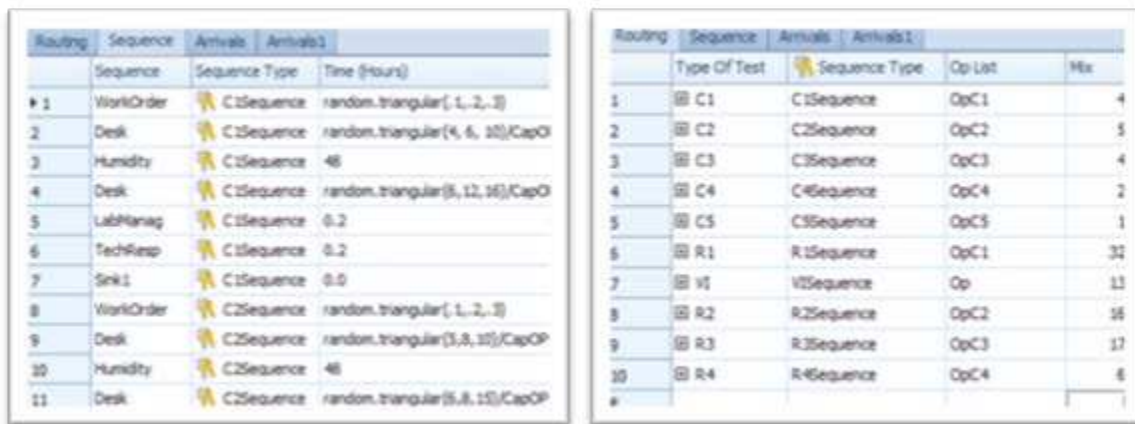 Routing Sequence Arrivals Arrivals1
Sequence Sequence Type Time (Hours)
1 WorkOrder C1Sequence random.triangular(.1,.2,.3)
2 Desk C1Sequence random.triangular(4, 6, 10)/CapO
3 Humidity C1Sequence 48
4 Desk C1Sequence random.triangular(6,12,16)/CapO
5 LabManag C1Sequence 0.2
6 TechResp C1Sequence 0.2
7 Sink1 C1Sequence 0.0
8 WorkOrder C2Sequence random.triangular(.1,.2,.3)
9 Desk C2Sequence random.triangular(5,8,10)/CapOP
10 Humidity C2Sequence 48
11 Desk C2Sequence random.triangular(6,8,15)/CapOP
Routing Sequence Arrivals Arrivals1
Type Of Test Sequence Type Op List Mix
1 C1 C1Sequence OpC1 4
2 C2 C2Sequence OpC2 5
3 C3 C3Sequence OpC3 4
4 C4 C4Sequence OpC4 2
5 C5 C5Sequence OpC5 1
6 R1 R1Sequence OpC1 32
7 VI VISequence Op 13
8 R2 R2Sequence OpC2 16
9 R3 R3Sequence OpC3 17
10 R4 R4Sequence OpC4 6